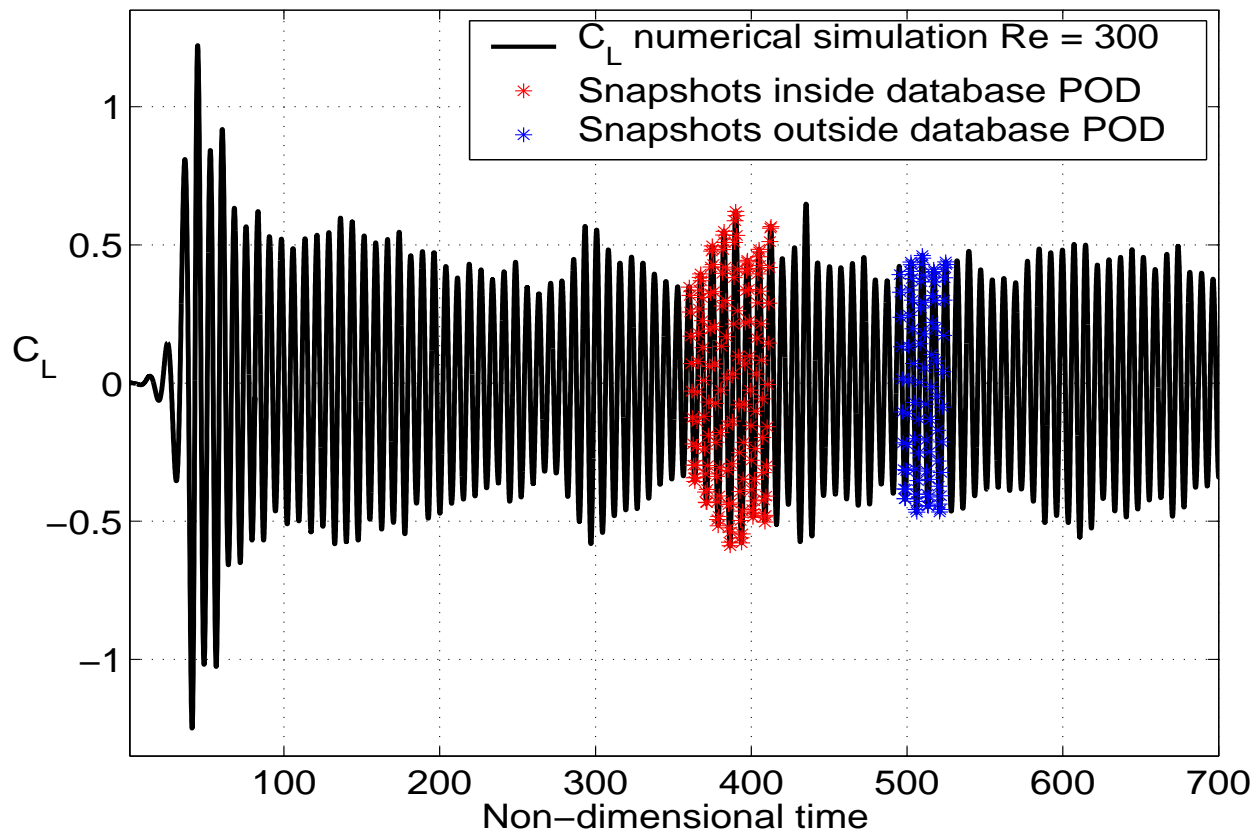 C_L numerical simulation Re = 300
Snapshots inside database POD
Snapshots outside database POD
1
0.5
C_L
0
−0.5
−1
100 200 300 400 500 600 700
Non−dimensional time